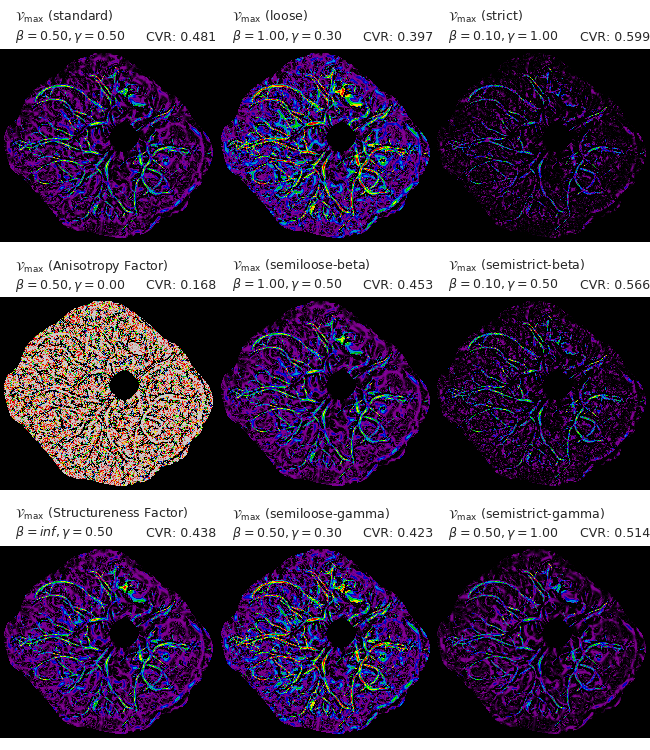 𝒱max (standard)
β = 0.50, γ = 0.50 CVR: 0.481
𝒱max (loose)
β = 1.00, γ = 0.30 CVR: 0.397
𝒱max (strict)
β = 0.10, γ = 1.00 CVR: 0.599
𝒱max (Anisotropy Factor)
β = 0.50, γ = 0.00 CVR: 0.168
𝒱max (semiloose-beta)
β = 1.00, γ = 0.50 CVR: 0.453
𝒱max (semistrict-beta)
β = 0.10, γ = 0.50 CVR: 0.566
𝒱max (Structureness Factor)
β = inf, γ = 0.50 CVR: 0.438
𝒱max (semiloose-gamma)
β = 0.50, γ = 0.30 CVR: 0.423
𝒱max (semistrict-gamma)
β = 0.50, γ = 1.00 CVR: 0.514